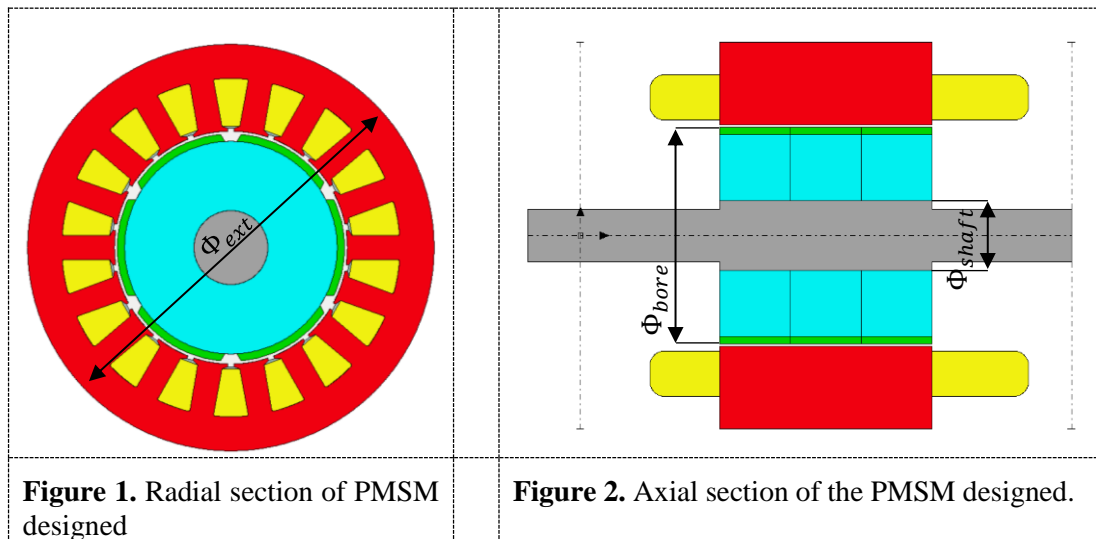 Φext
Φbore
Φshaft
Figure 1. Radial section of PMSM
designed
Figure 2. Axial section of the PMSM designed.